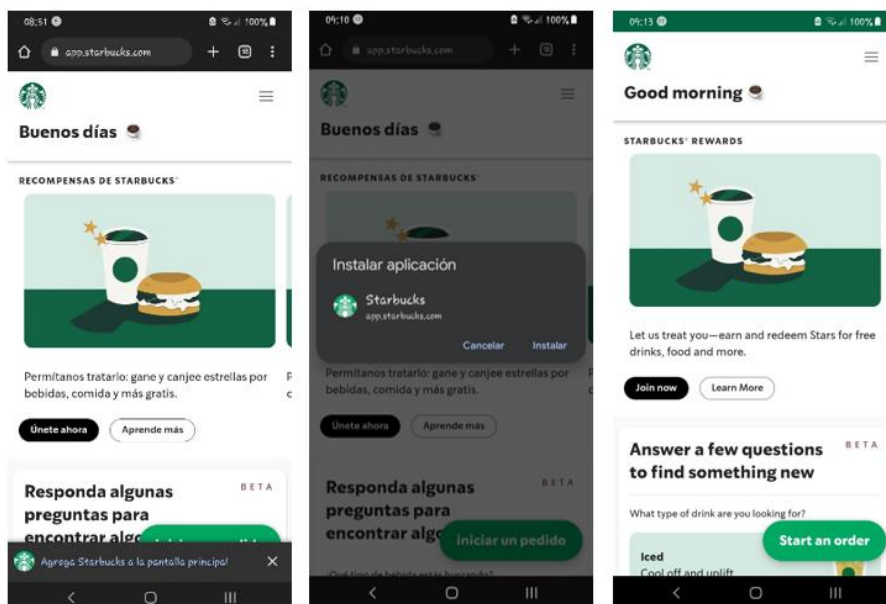 08:51
100%
app.starbucks.com
Buenos días
RECOMPENSAS DE STARBUCKS
Permítanos tratarlo: gane y canjee estrellas por
bebidas, comida y más gratis.
Únete ahora
Aprende más
Responda algunas
preguntas para
BETA
Agrega Starbucks a la pantalla principal
09:10
100%
app.starbucks.com
Buenos días
RECOMPENSAS DE STARBUCKS
Instalar aplicación
Starbucks
app.starbucks.com
Cancelar
Instalar
Permítanos tratarlo: gane y canjee estrellas por
bebidas, comida y más gratis.
Únete ahora
Aprende más
Responda algunas
preguntas para
BETA
encontrar
iniciar un pedido
09:13
100%
Good morning
STARBUCKS® REWARDS
Let us treat you—earn and redeem Stars for free
drinks, food and more.
Join now
Learn More
Answer a few questions
to find something new
BETA
What type of drink are you looking for?
Start an order
Iced
Cool off and uplift